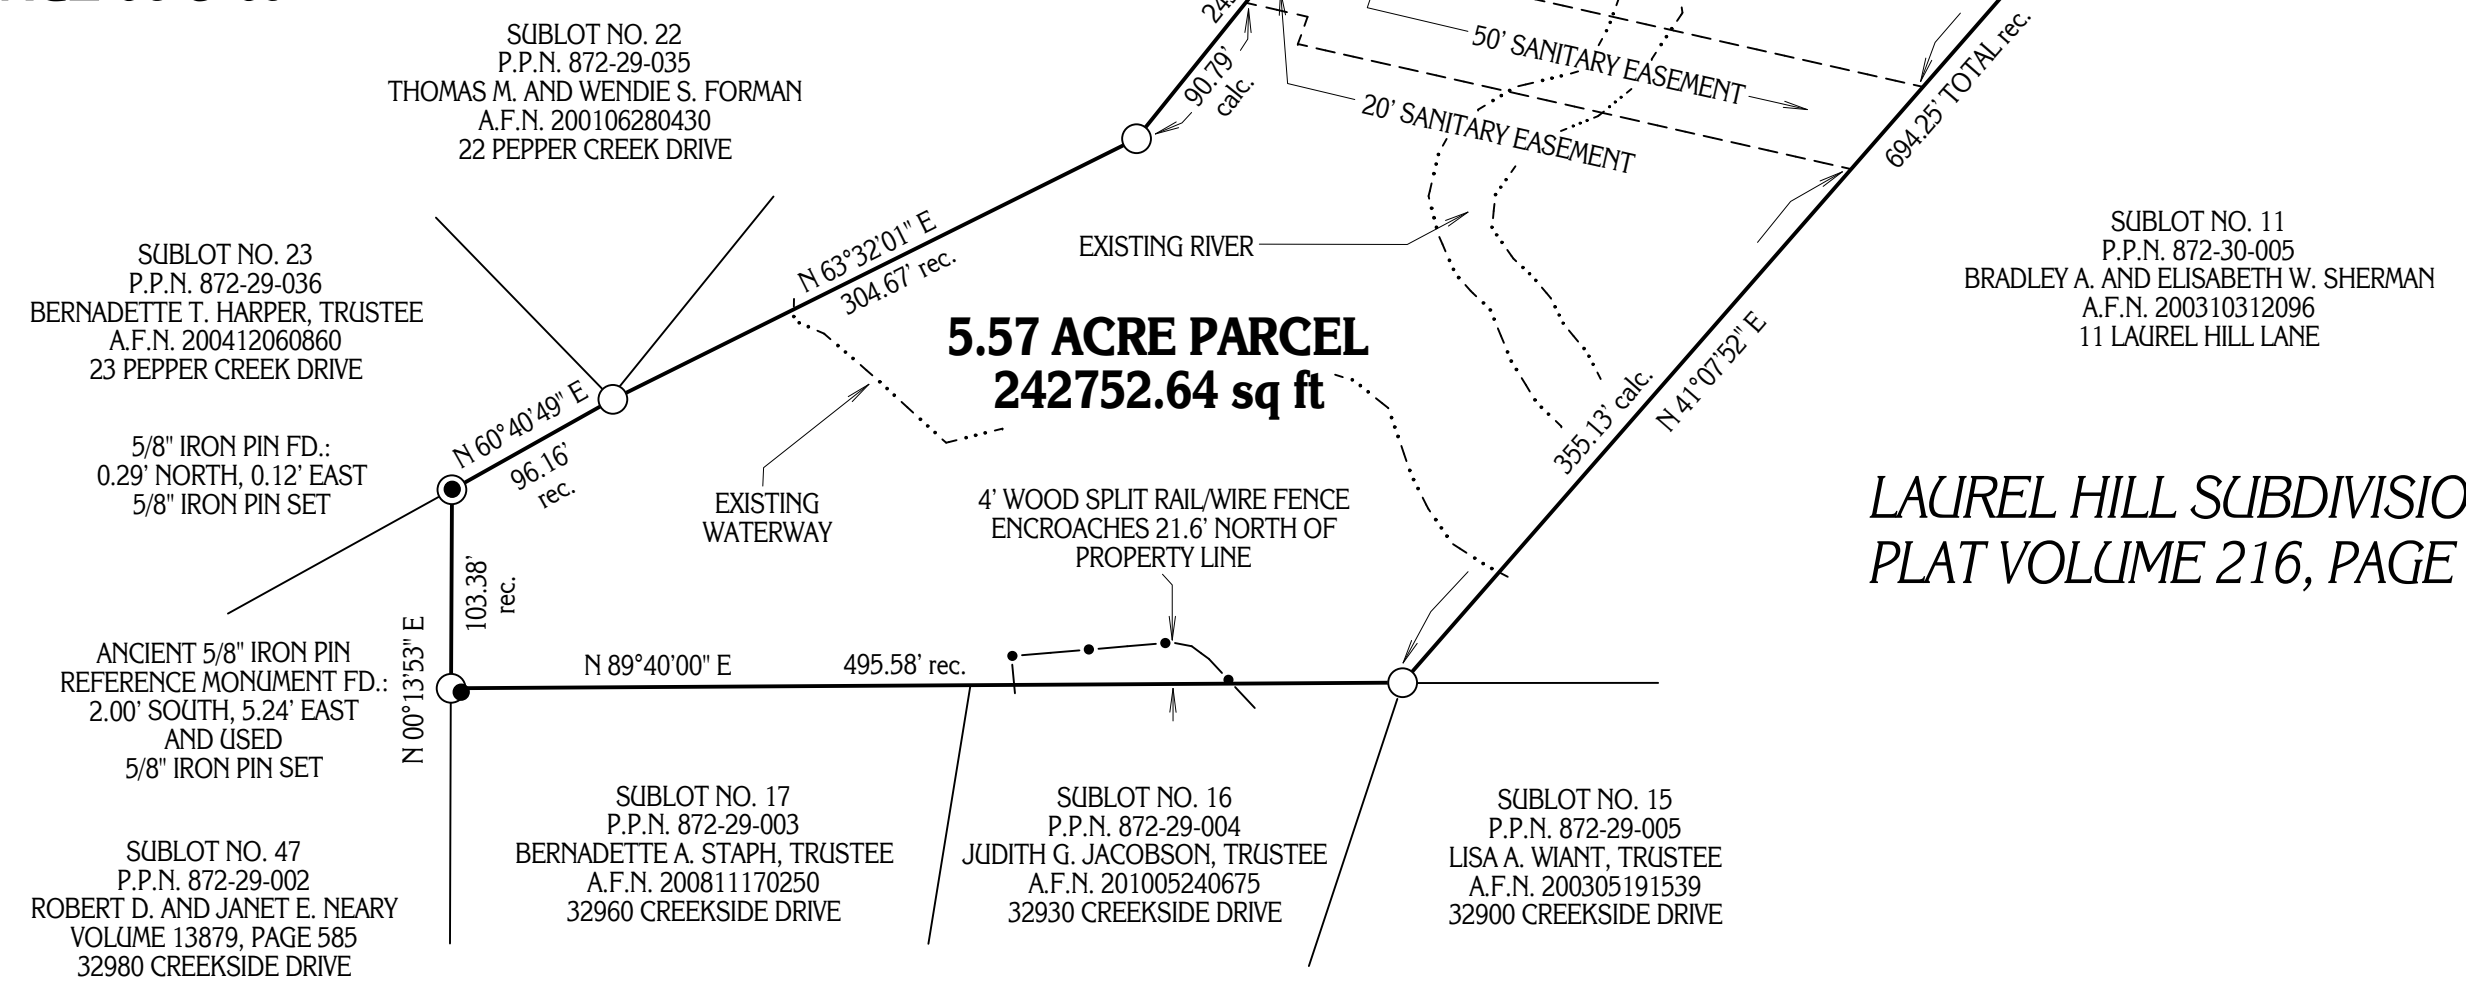 SUBLOT NO. 22
P.P.N. 872-29-035
THOMAS M. AND WENDIE S. FORMAN
A.F.N. 200106280430
22 PEPPER CREEK DRIVE
90.79'
calc.
50' SANITARY EASEMENT
20' SANITARY EASEMENT
694.25' TOTAL rec.
SUBLOT NO. 23
P.P.N. 872-29-036
BERNADETTE T. HARPER, TRUSTEE
A.F.N. 200412060860
23 PEPPER CREEK DRIVE
N 63°32'01" E
304.67' rec.
EXISTING RIVER
SUBLOT NO. 11
P.P.N. 872-30-005
BRADLEY A. AND ELISABETH W. SHERMAN
A.F.N. 200310312096
11 LAUREL HILL LANE
5.57 ACRE PARCEL
242752.64 sq ft
355.13' calc.
N 41°07'52" E
5/8" IRON PIN FD.:
0.29' NORTH, 0.12' EAST
5/8" IRON PIN SET
N 60°40'49" E
96.16'
rec.
EXISTING
WATERWAY
4' WOOD SPLIT RAIL/WIRE FENCE
ENCROACHES 21.6' NORTH OF
PROPERTY LINE
LAUREL HILL SUBDIVISIO
PLAT VOLUME 216, PAGE
103.38'
rec.
N 00°13'53" E
ANCIENT 5/8" IRON PIN
REFERENCE MONUMENT FD.:
2.00' SOUTH, 5.24' EAST
AND USED
5/8" IRON PIN SET
N 89°40'00" E
495.58' rec.
SUBLOT NO. 47
P.P.N. 872-29-002
ROBERT D. AND JANET E. NEARY
VOLUME 13879, PAGE 585
32980 CREEKSIDE DRIVE
SUBLOT NO. 17
P.P.N. 872-29-003
BERNADETTE A. STAPH, TRUSTEE
A.F.N. 200811170250
32960 CREEKSIDE DRIVE
SUBLOT NO. 16
P.P.N. 872-29-004
JUDITH G. JACOBSON, TRUSTEE
A.F.N. 201005240675
32930 CREEKSIDE DRIVE
SUBLOT NO. 15
P.P.N. 872-29-005
LISA A. WIANT, TRUSTEE
A.F.N. 200305191539
32900 CREEKSIDE DRIVE